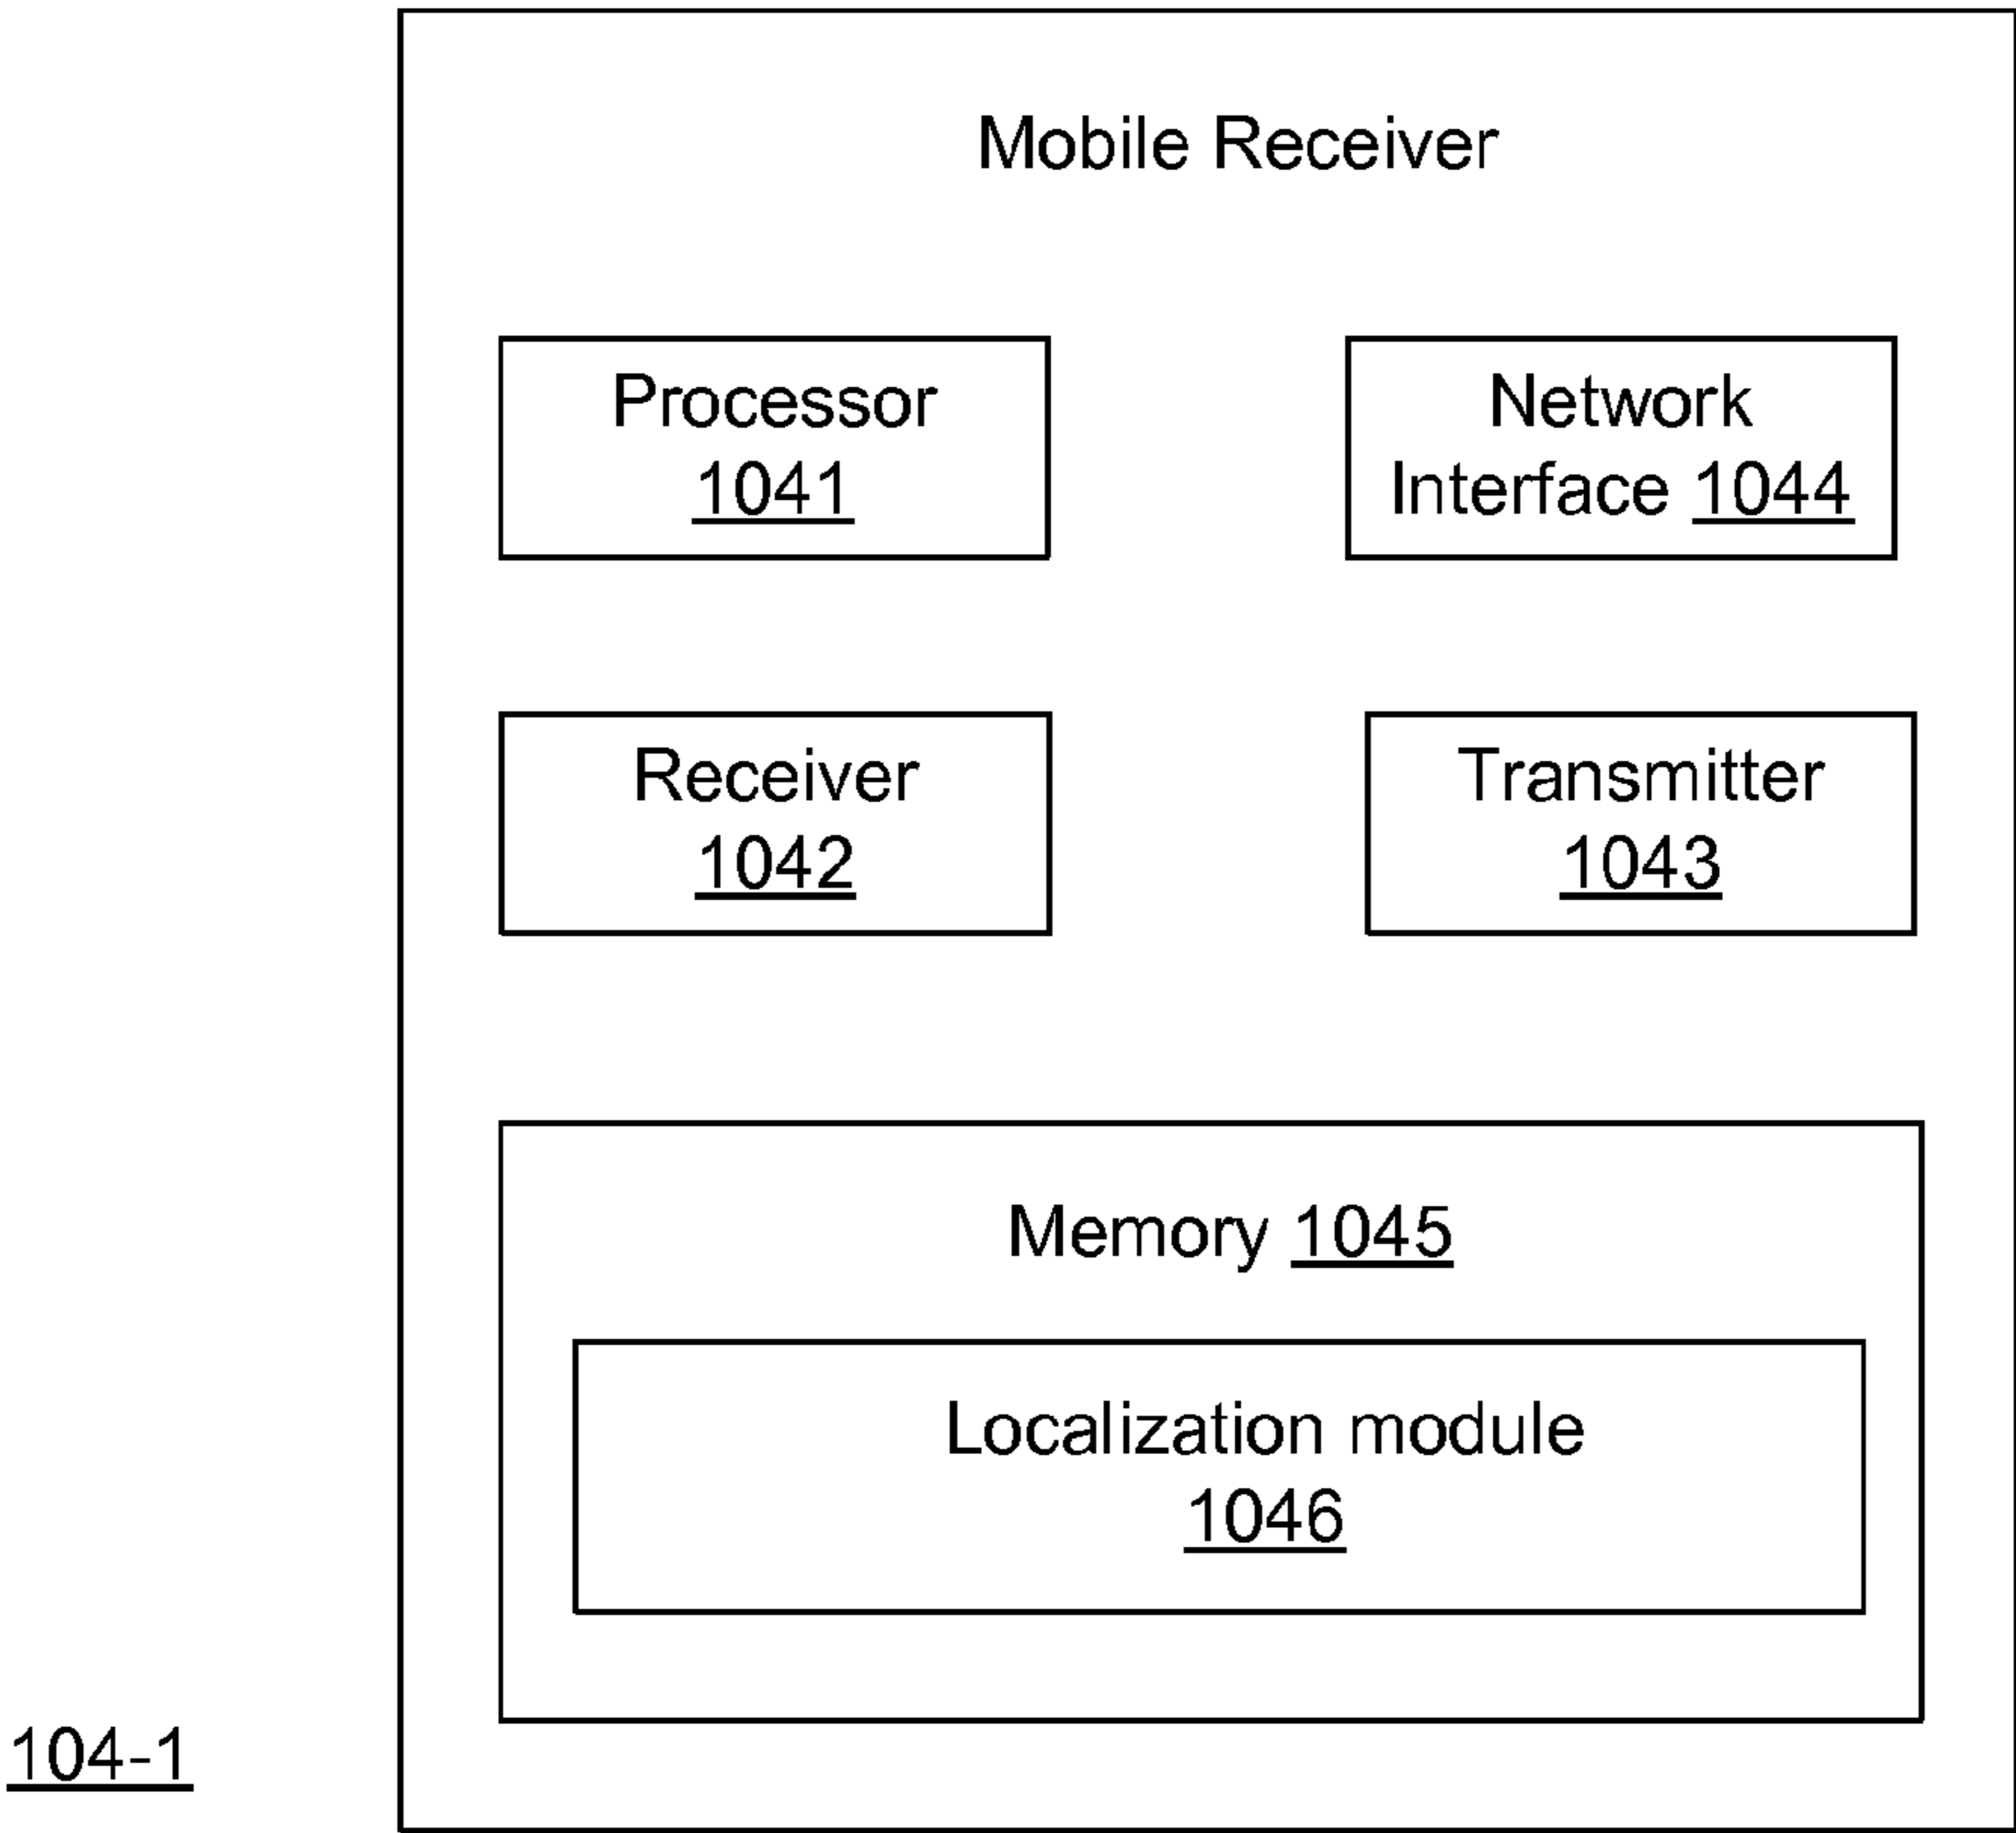 Mobile Receiver
Processor
1041
Network
Interface 1044
Receiver
1042
Transmitter
1043
Memory 1045
Localization module
1046
104-1